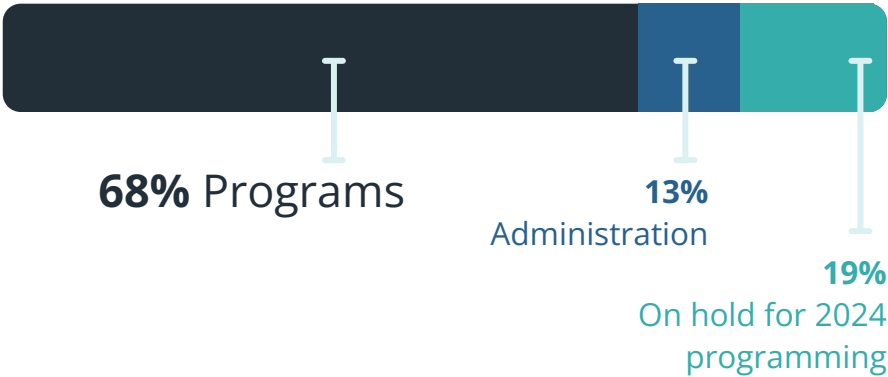 68% Programs
13%
Administration
19%
On hold for 2024
programming